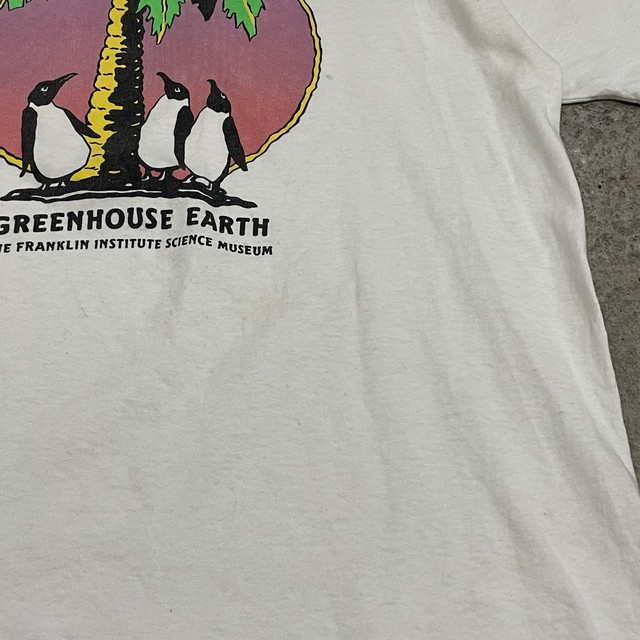 GREENHOUSE EARTH
FRANKLIN INSTITUTE SCIENCE MUSEUM